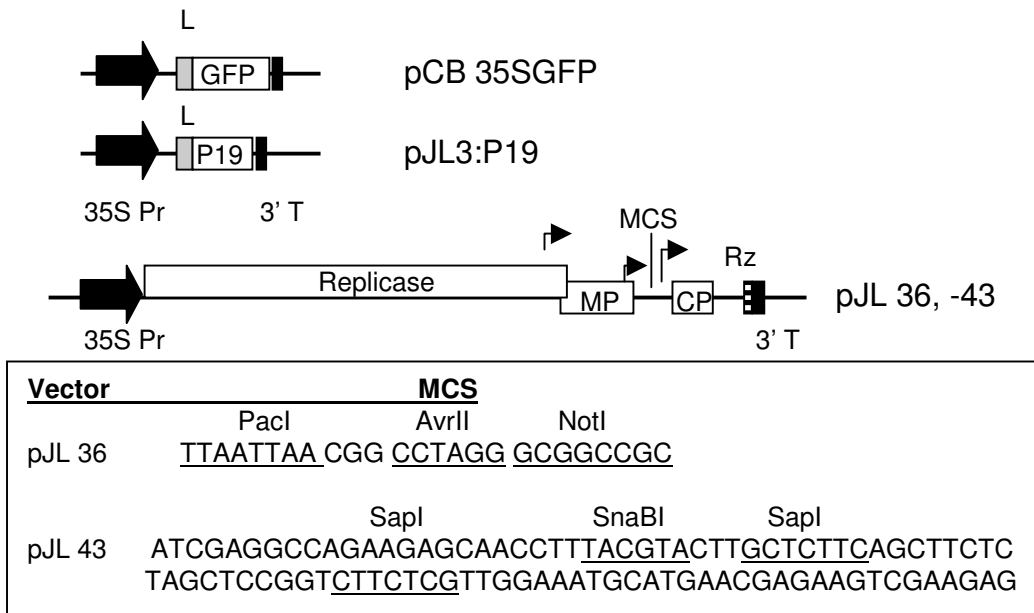 L
GFP pCB 35SGFP
L
P19 pJL3:P19
35S Pr 3’ T
MCS
Rz
Replicase
MP CP pJL 36, -43
35S Pr 3’ T
Vector MCS
PacI AvrII NotI
pJL 36 TTAATTAA CGG CCTAGG GCGGCCGC
SapI SnaBI SapI
pJL 43 ATCGAGGCCAGAAGAGCAACCTTTACGTACTTGCTCTTCAGCTTCTC
TAGCTCCGGTCTTCTCGTTGGAAATGCATGAACGAGAAGTCGAAGAG